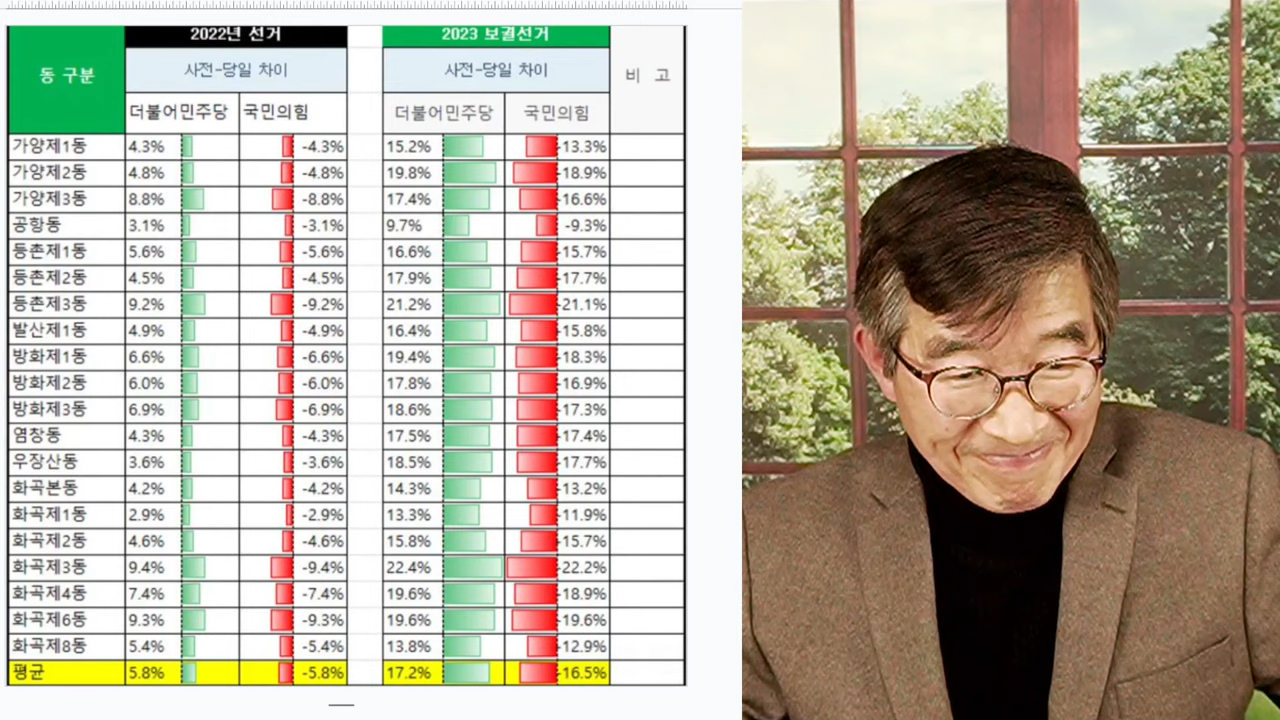 2022년 선거 2023 보궐선거
동 구분 사전-당일 차이 사전-당일 차이 비 고
더불어민주당 국민의힘 더불어민주당 국민의힘
가양제1동 4.3% -4.3% 15.2% -13.3%
가양제2동 4.8% -4.8% 19.8% -18.9%
가양제3동 8.8% -8.8% 17.4% -16.6%
공항동 3.1% -3.1% 9.7% -9.3%
등촌제1동 5.6% -5.6% 16.6% -15.7%
등촌제2동 4.5% -4.5% 17.9% -17.7%
등촌제3동 9.2% -9.2% 21.2% -21.1%
발산제1동 4.9% -4.9% 16.4% -15.8%
방화제1동 6.6% -6.6% 19.4% -18.3%
방화제2동 6.0% -6.0% 17.8% -16.9%
방화제3동 6.9% -6.9% 18.6% -17.3%
염창동 4.3% -4.3% 17.5% -17.4%
우장산동 3.6% -3.6% 18.5% -17.7%
화곡본동 4.2% -4.2% 14.3% -13.2%
화곡제1동 2.9% -2.9% 13.3% -11.9%
화곡제2동 4.6% -4.6% 15.8% -15.7%
화곡제3동 9.4% -9.4% 22.4% -22.2%
화곡제4동 7.4% -7.4% 19.6% -18.9%
화곡제6동 9.3% -9.3% 19.6% -19.6%
화곡제8동 5.4% -5.4% 13.8% -12.9%
평균 5.8% -5.8% 17.2% -16.5%